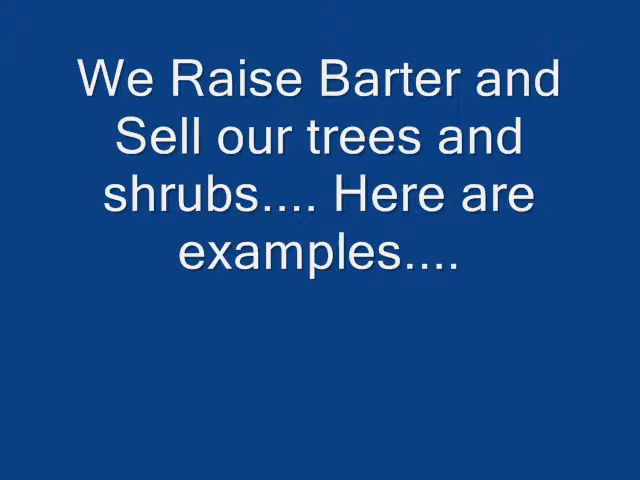 We Raise Barter and
Sell our trees and
shrubs.... Here are
examples....